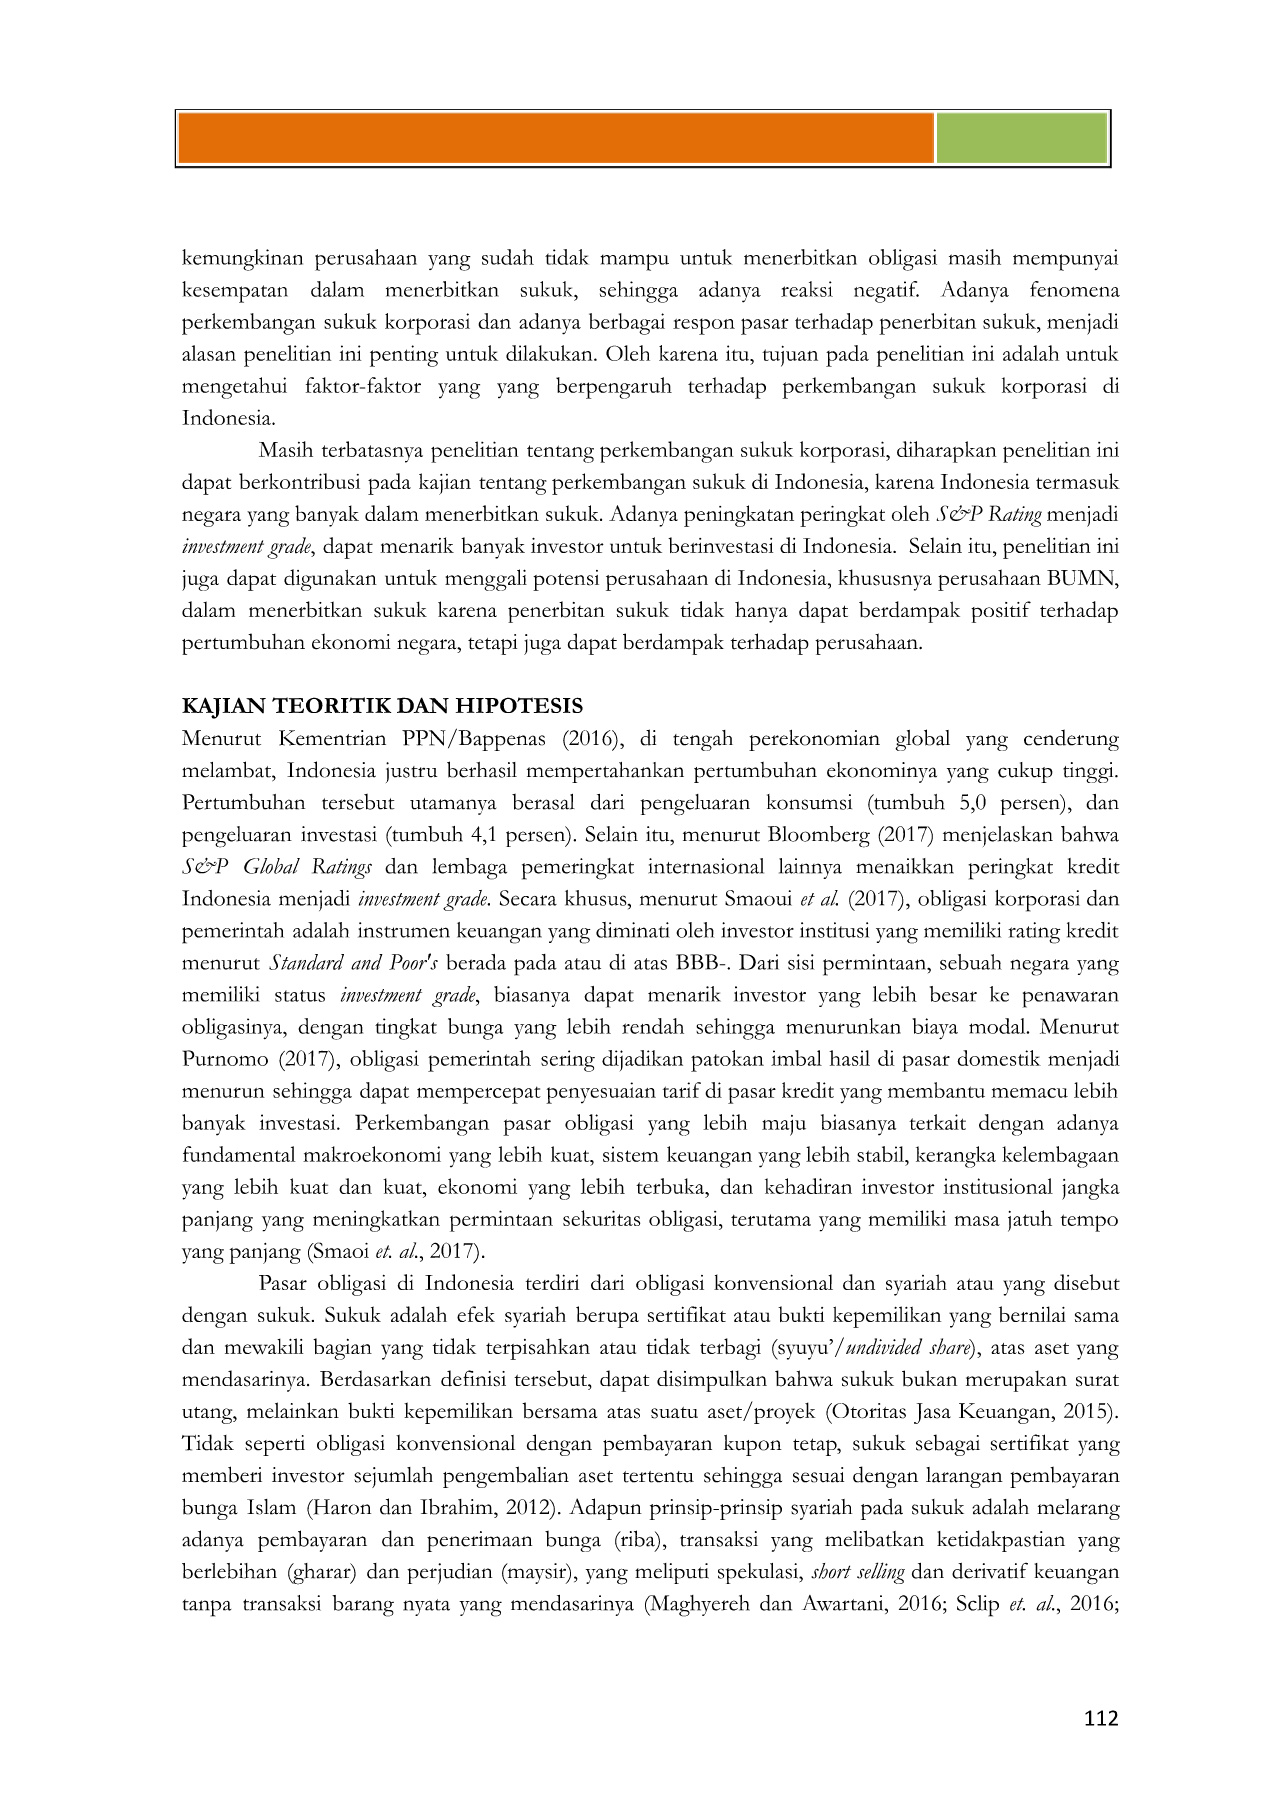 kemungkinan perusahaan yang sudah tidak mampu untuk menerbitkan obligasi masih mempunyai
kesempatan dalam menerbitkan sukuk, sehingga adanya reaksi negatif. Adanya fenomena
perkembangan sukuk korporasi dan adanya berbagai respon pasar terhadap penerbitan sukuk, menjadi
alasan penelitian ini penting untuk dilakukan. Oleh karena itu, tujuan pada penelitian ini adalah untuk
mengetahui faktor-faktor yang yang berpengaruh terhadap perkembangan sukuk korporasi di
Indonesia.
Masih terbatasnya penelitian tentang perkembangan sukuk korporasi, diharapkan penelitian ini
dapat berkontribusi pada kajian tentang perkembangan sukuk di Indonesia, karena Indonesia termasuk
negara yang banyak dalam menerbitkan sukuk. Adanya peningkatan peringkat oleh S&P Rating menjadi
investment grade, dapat menarik banyak investor untuk berinvestasi di Indonesia. Selain itu, penelitian ini
juga dapat digunakan untuk menggali potensi perusahaan di Indonesia, khususnya perusahaan BUMN,
dalam menerbitkan sukuk karena penerbitan sukuk tidak hanya dapat berdampak positif terhadap
pertumbuhan ekonomi negara, tetapi juga dapat berdampak terhadap perusahaan.
KAJIAN TEORITIK DAN HIPOTESIS
Menurut Kementrian PPN/Bappenas (2016), di tengah perekonomian global yang cenderung
melambat, Indonesia justru berhasil mempertahankan pertumbuhan ekonominya yang cukup tinggi.
Pertumbuhan tersebut utamanya berasal dari pengeluaran konsumsi (tumbuh 5,0 persen), dan
pengeluaran investasi (tumbuh 4,1 persen). Selain itu, menurut Bloomberg (2017) menjelaskan bahwa
S&P Global Ratings dan lembaga pemeringkat internasional lainnya menaikkan peringkat kredit
Indonesia menjadi investment grade. Secara khusus, menurut Smaoui et al. (2017), obligasi korporasi dan
pemerintah adalah instrumen keuangan yang diminati oleh investor institusi yang memiliki rating kredit
menurut Standard and Poor's berada pada atau di atas BBB-. Dari sisi permintaan, sebuah negara yang
memiliki status investment grade, biasanya dapat menarik investor yang lebih besar ke penawaran
obligasinya, dengan tingkat bunga yang lebih rendah sehingga menurunkan biaya modal. Menurut
Purnomo (2017), obligasi pemerintah sering dijadikan patokan imbal hasil di pasar domestik menjadi
menurun sehingga dapat mempercepat penyesuaian tarif di pasar kredit yang membantu memacu lebih
banyak investasi. Perkembangan pasar obligasi yang lebih maju biasanya terkait dengan adanya
fundamental makroekonomi yang lebih kuat, sistem keuangan yang lebih stabil, kerangka kelembagaan
yang lebih kuat dan kuat, ekonomi yang lebih terbuka, dan kehadiran investor institusional jangka
panjang yang meningkatkan permintaan sekuritas obligasi, terutama yang memiliki masa jatuh tempo
yang panjang (Smaoi et. al., 2017).
Pasar obligasi di Indonesia terdiri dari obligasi konvensional dan syariah atau yang disebut
dengan sukuk. Sukuk adalah efek syariah berupa sertifikat atau bukti kepemilikan yang bernilai sama
dan mewakili bagian yang tidak terpisahkan atau tidak terbagi (syuyu’/undivided share), atas aset yang
mendasarinya. Berdasarkan definisi tersebut, dapat disimpulkan bahwa sukuk bukan merupakan surat
utang, melainkan bukti kepemilikan bersama atas suatu aset/proyek (Otoritas Jasa Keuangan, 2015).
Tidak seperti obligasi konvensional dengan pembayaran kupon tetap, sukuk sebagai sertifikat yang
memberi investor sejumlah pengembalian aset tertentu sehingga sesuai dengan larangan pembayaran
bunga Islam (Haron dan Ibrahim, 2012). Adapun prinsip-prinsip syariah pada sukuk adalah melarang
adanya pembayaran dan penerimaan bunga (riba), transaksi yang melibatkan ketidakpastian yang
berlebihan (gharar) dan perjudian (maysir), yang meliputi spekulasi, short selling dan derivatif keuangan
tanpa transaksi barang nyata yang mendasarinya (Maghyereh dan Awartani, 2016; Sclip et. al., 2016;
112